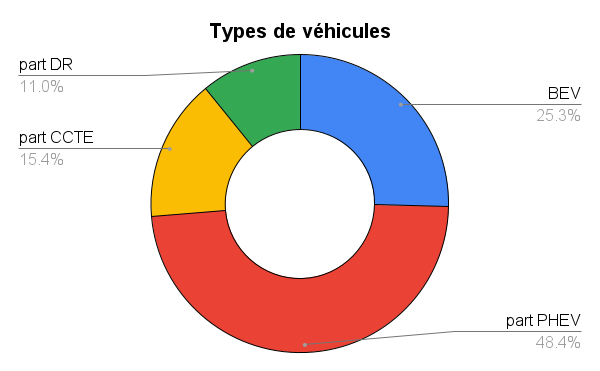 Types de véhicules
part DR
11.0%
BEV
25.3%
part CCTE
15.4%
part PHEV
48.4%